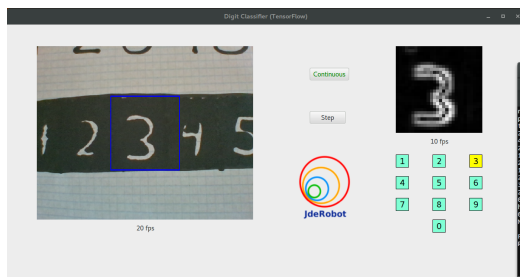 Digit Classifier (TensorFlow)
Continuous
Step
1 2 3 4 5
3
20 fps
10 fps
1 2 3
4 5 6
7 8 9
0
JdeRobot